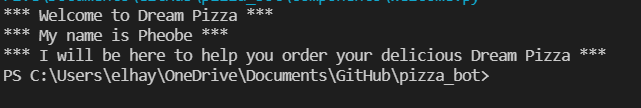 *** Welcome to Dream Pizza ***
*** My name is Pheobe ***
*** I will be here to help you order your delicious Dream Pizza ***
PS C:\Users\elhay\OneDrive\Documents\GitHub\pizza_bot>